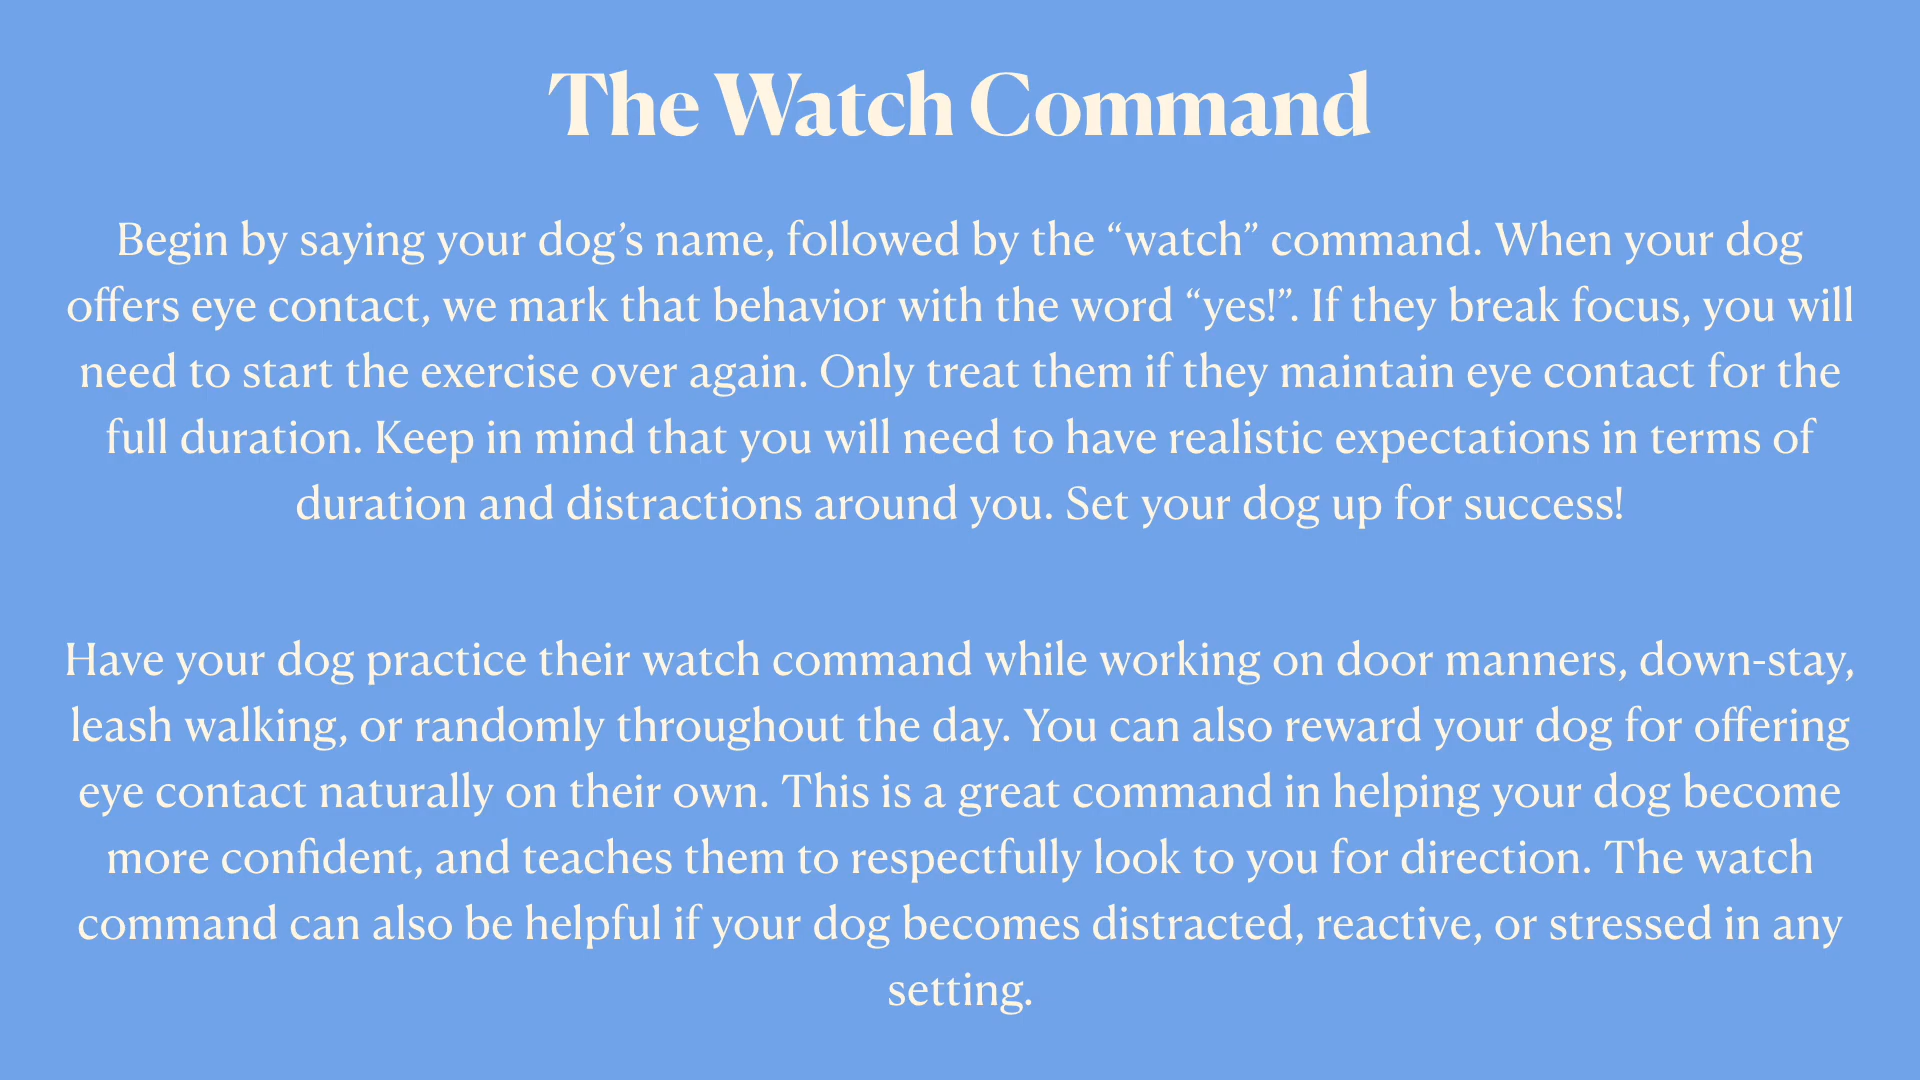 The Watch Command
Begin by saying your dog’s name, followed by the “watch” command. When your dog
offers eye contact, we mark that behavior with the word “yes!”. If they break focus, you will
need to start the exercise over again. Only treat them if they maintain eye contact for the
full duration. Keep in mind that you will need to have realistic expectations in terms of
duration and distractions around you. Set your dog up for success!
Have your dog practice their watch command while working on door manners, down-stay,
leash walking, or randomly throughout the day. You can also reward your dog for offering
eye contact naturally on their own. This is a great command in helping your dog become
more confident, and teaches them to respectfully look to you for direction. The watch
command can also be helpful if your dog becomes distracted, reactive, or stressed in any
setting.